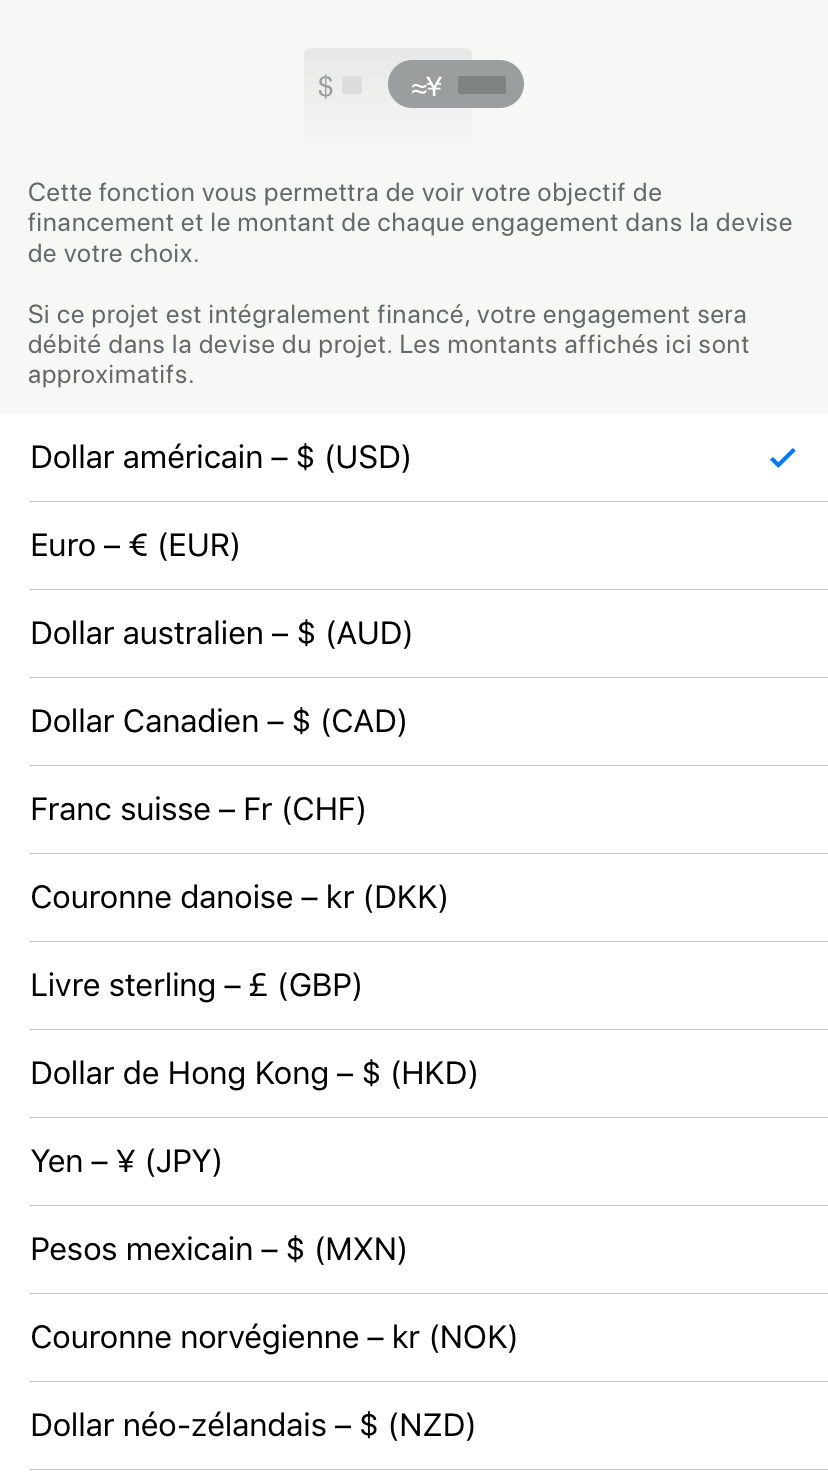 $ ≈¥
Cette fonction vous permettra de voir votre objectif de
financement et le montant de chaque engagement dans la devise
de votre choix.
Si ce projet est intégralement financé, votre engagement sera
débité dans la devise du projet. Les montants affichés ici sont
approximatifs.
Dollar américain – $ (USD)
Euro – € (EUR)
Dollar australien – $ (AUD)
Dollar Canadien – $ (CAD)
Franc suisse – Fr (CHF)
Couronne danoise – kr (DKK)
Livre sterling – £ (GBP)
Dollar de Hong Kong – $ (HKD)
Yen – ¥ (JPY)
Pesos mexicain – $ (MXN)
Couronne norvégienne – kr (NOK)
Dollar néo-zélandais – $ (NZD)